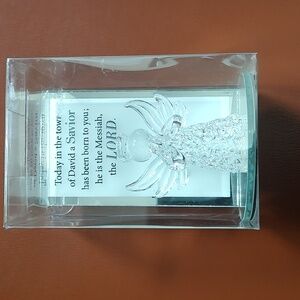 Today in the town
of David a Savior
has been born to you;
he is the Messiah,
the LORD.